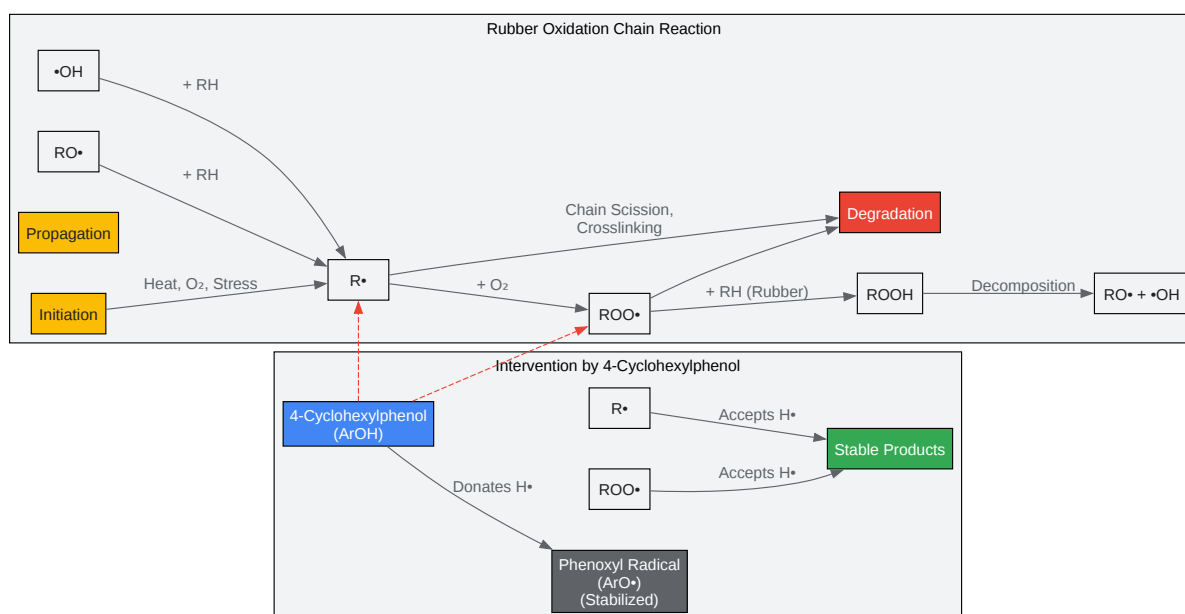 Rubber Oxidation Chain Reaction
•OH
+ RH
RO•
+ RH
Propagation
Initiation
Heat, O₂, Stress
R•
Chain Scission,
Crosslinking
Degradation
+ O₂
ROO•
+ RH (Rubber)
ROOH
Decomposition
RO• + •OH
Intervention by 4-Cyclohexylphenol
4-Cyclohexylphenol
(ArOH)
R•
Accepts H•
Stable Products
ROO•
Accepts H•
Donates H•
Phenoxyl Radical
(ArO•)
(Stabilized)